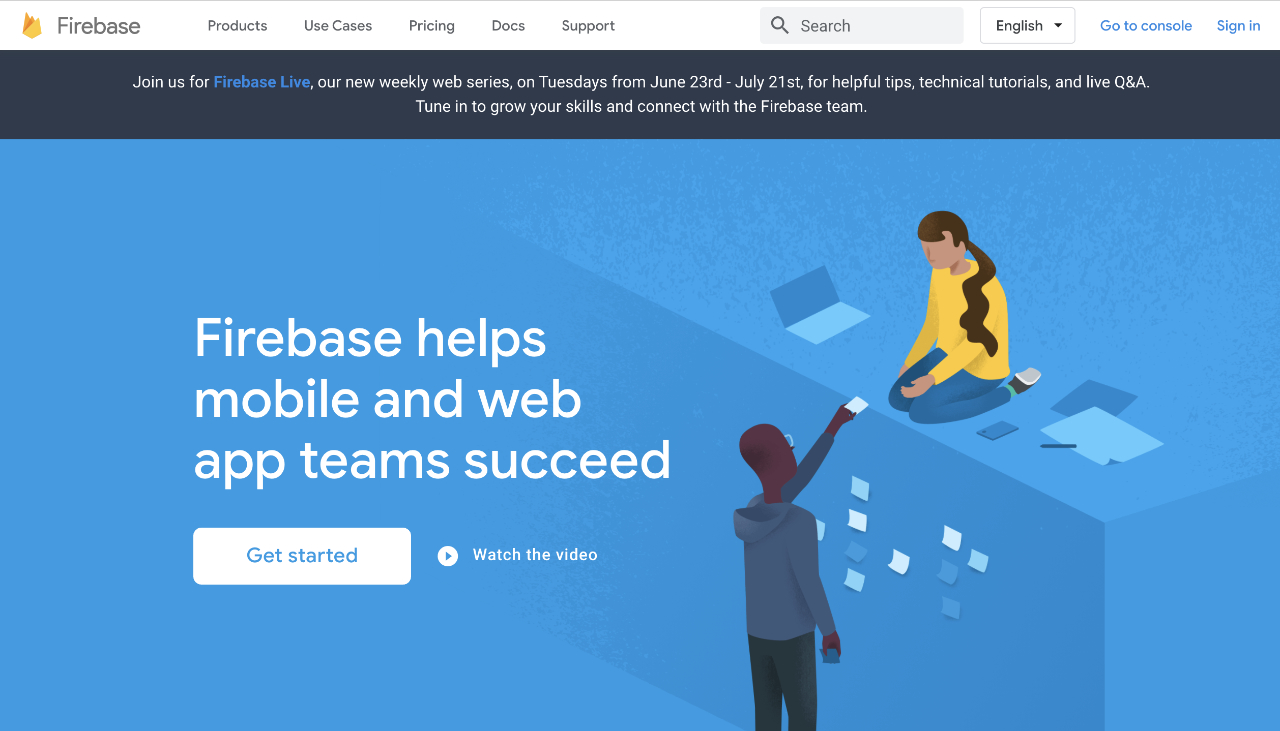 Firebase
Products
Use Cases
Pricing
Docs
Support
Search
English
Go to console
Sign in
Join us for Firebase Live, our new weekly web series, on Tuesdays from June 23rd - July 21st, for helpful tips, technical tutorials, and live Q&A.
Tune in to grow your skills and connect with the Firebase team.
Firebase helps
mobile and web
app teams succeed
Get started
Watch the video